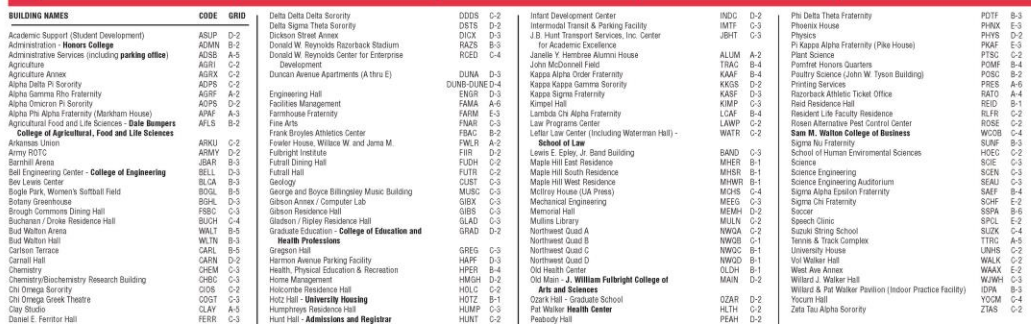 BUILDING NAMES CODE GRID
Academic Support (Student Development) ASUP D-2
Administration - Honors College ADMN B-2
Administrative Services (including parking office) ADSB A-5
Agriculture AGRI C-2
Agriculture Annex AGRX C-2
Alpha Delta Pi Sorority ADPS C-2
Alpha Gamma Rho Fraternity AGRF A-2
Alpha Omicron Pi Sorority AOPS D-2
Alpha Phi Alpha Fraternity (Markham House) APAF A-3
Agricultural Food and Life Sciences - Dale Bumpers AFLS B-2
College of Agricultural, Food and Life Sciences
Arkansas Union ARKU C-2
Army ROTC ARMY D-2
Barnhill Arena JBAR B-3
Bell Engineering Center - College of Engineering BELL D-3
Bev Lewis Center BLCA B-3
Bogle Park, Women's Softball Field BOGL B-5
Botany Greenhouse BGHL D-3
Brough Commons Dining Hall FSBC C-3
Buchanan / Droke Residence Hall BUCH C-4
Bud Walton Arena WALT B-5
Bud Walton Hall WLTN B-3
Carlson Terrace CARL B-5
Carnall Hall CARN D-2
Chemistry CHEM C-3
Chemistry/Biochemistry Research Building CHBC C-3
Chi Omega Sorority CIOS C-2
Chi Omega Greek Theatre COGT C-3
Clay Studio CLAY A-5
Daniel E. Ferritor Hall FERR C-3
Delta Delta Delta Sorority DDDS C-2
Delta Sigma Theta Sorority DSTS D-2
Dickson Street Annex DICX D-3
Donald W. Reynolds Razorback Stadium RAZS B-3
Donald W. Reynolds Center for Enterprise RCED C-4
Development
Duncan Avenue Apartments (A thru E) DUNA D-3
DUNB-DUNE D-4
Engineering Hall ENGR D-3
Facilities Management FAMA A-6
Farmhouse Fraternity FARM E-3
Fine Arts FNAR C-3
Frank Broyles Athletics Center FBAC B-2
Fowler House, Willace W. and Jama M. FWLR A-2
Fulbright Institute FIIR D-2
Futrall Dining Hall FUDH C-2
Futrall Hall FUTR C-2
Geology CUST C-3
George and Boyce Billingsley Music Building MUSC C-3
Gibson Annex / Computer Lab GIBX C-3
Gibson Residence Hall GIBS C-3
Gladson / Ripley Residence Hall GLAD C-3
Graduate Education - College of Education and GRAD D-2
Health Professions
Gregson Hall GREG C-3
Harmon Avenue Parking Facility HAPF D-3
Health, Physical Education & Recreation HPER B-4
Home Management HMGH D-2
Holcombe Residence Hall HOLC C-2
Hotz Hall - University Housing HOTZ B-1
Humphreys Residence Hall HUMP C-3
Hunt Hall - Admissions and Registrar HUNT C-2
Infant Development Center INDC D-2
Intermodal Transit & Parking Facility IMTF C-3
J.B. Hunt Transport Services, Inc. Center JBHT C-3
for Academic Excellence
Janelle Y. Hembree Alumni House ALUM A-2
John McDonnell Field TRAC B-4
Kappa Alpha Order Fraternity KAAF B-4
Kappa Kappa Gamma Sorority KKGS D-2
Kappa Sigma Fraternity KASF D-3
Kimpel Hall KIMP C-3
Lambda Chi Alpha Fraternity LCAF B-4
Law Programs Center LAWP C-2
Leflar Law Center (Including Waterman Hall) - WATR C-2
School of Law
Lewis E. Epley, Jr. Band Building BAND C-3
Maple Hill East Residence MHER B-1
Maple Hill South Residence MHSR B-1
Maple Hill West Residence MHWR B-1
McIlroy House (UA Press) MCHS C-4
Mechanical Engineering MEEG C-3
Memorial Hall MEMH D-2
Mullins Library MULN C-2
Northwest Quad A NWQA C-2
Northwest Quad B NWQB C-1
Northwest Quad C NWQC B-1
Northwest Quad D NWQD B-1
Old Health Center OLDH B-1
Old Main - J. William Fulbright College of MAIN D-2
Arts and Sciences
Ozark Hall - Graduate School OZAR D-2
Pat Walker Health Center HLTH C-2
Peabody Hall PEAH D-2
Phi Delta Theta Fraternity PDTF B-3
Phoenix House PHNX E-3
Physics PHYS D-2
Pi Kappa Alpha Fraternity (Pike House) PKAF E-3
Plant Science PTSC C-2
Pomfret Honors Quarters POMF B-4
Poultry Science (John W. Tyson Building) POSC B-2
Printing Services PRES A-6
Razorback Athletic Ticket Office RATO A-4
Reid Residence Hall REID B-1
Resident Life Faculty Residence RLFR C-2
Rosen Alternative Pest Control Center ROSE C-2
Sam M. Walton College of Business WCOB C-4
Sigma Nu Fraternity SUNF B-3
School of Human Enviromental Sciences HOEC C-2
Science SCIE C-3
Science Engineering SCEN C-3
Science Engineering Auditorium SEAU C-3
Sigma Alpha Epsilon Fraternity SAEF B-4
Sigma Chi Fraternity SCHF E-2
Soccer SSPA B-6
Speech Clinic SPCL E-2
Suzuki String School SUZK C-4
Tennis & Track Complex TTRC A-5
University House UNHS C-2
Vol Walker Hall WALK C-2
West Ave Annex WAAX E-2
Willard J. Walker Hall WJWH C-3
Willard & Pat Walker Pavilion (Indoor Practice Facility) IDPA B-3
Yocum Hall YOCM C-4
Zeta Tau Alpha Sorority ZTAS C-2